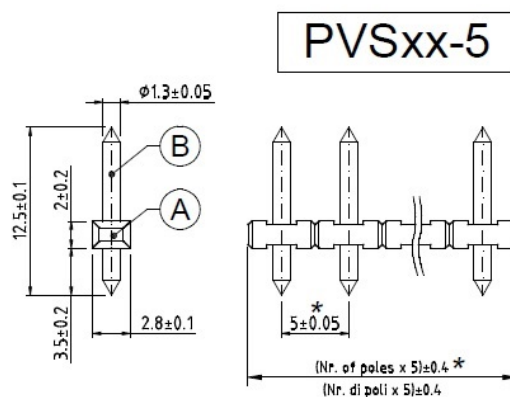 PVSxx-5
ϕ1.3±0.05
B
A
12.5±0.1
2±0.2
3.5±0.2
2.8±0.1
*
5±0.05
(Nr. of poles x 5)±0.4 *
(Nr. di poli x 5)±0.4